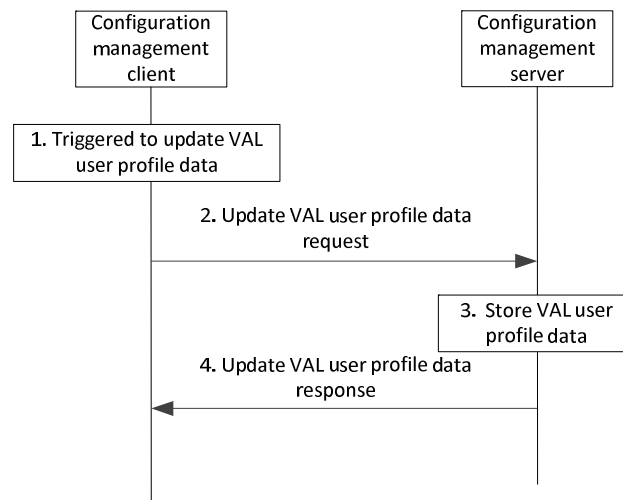 Configuration
management
client
Configuration
management
server
1. Triggered to update VAL
user profile data
2. Update VAL user profile data
request
3. Store VAL user
profile data
4. Update VAL user profile data
response